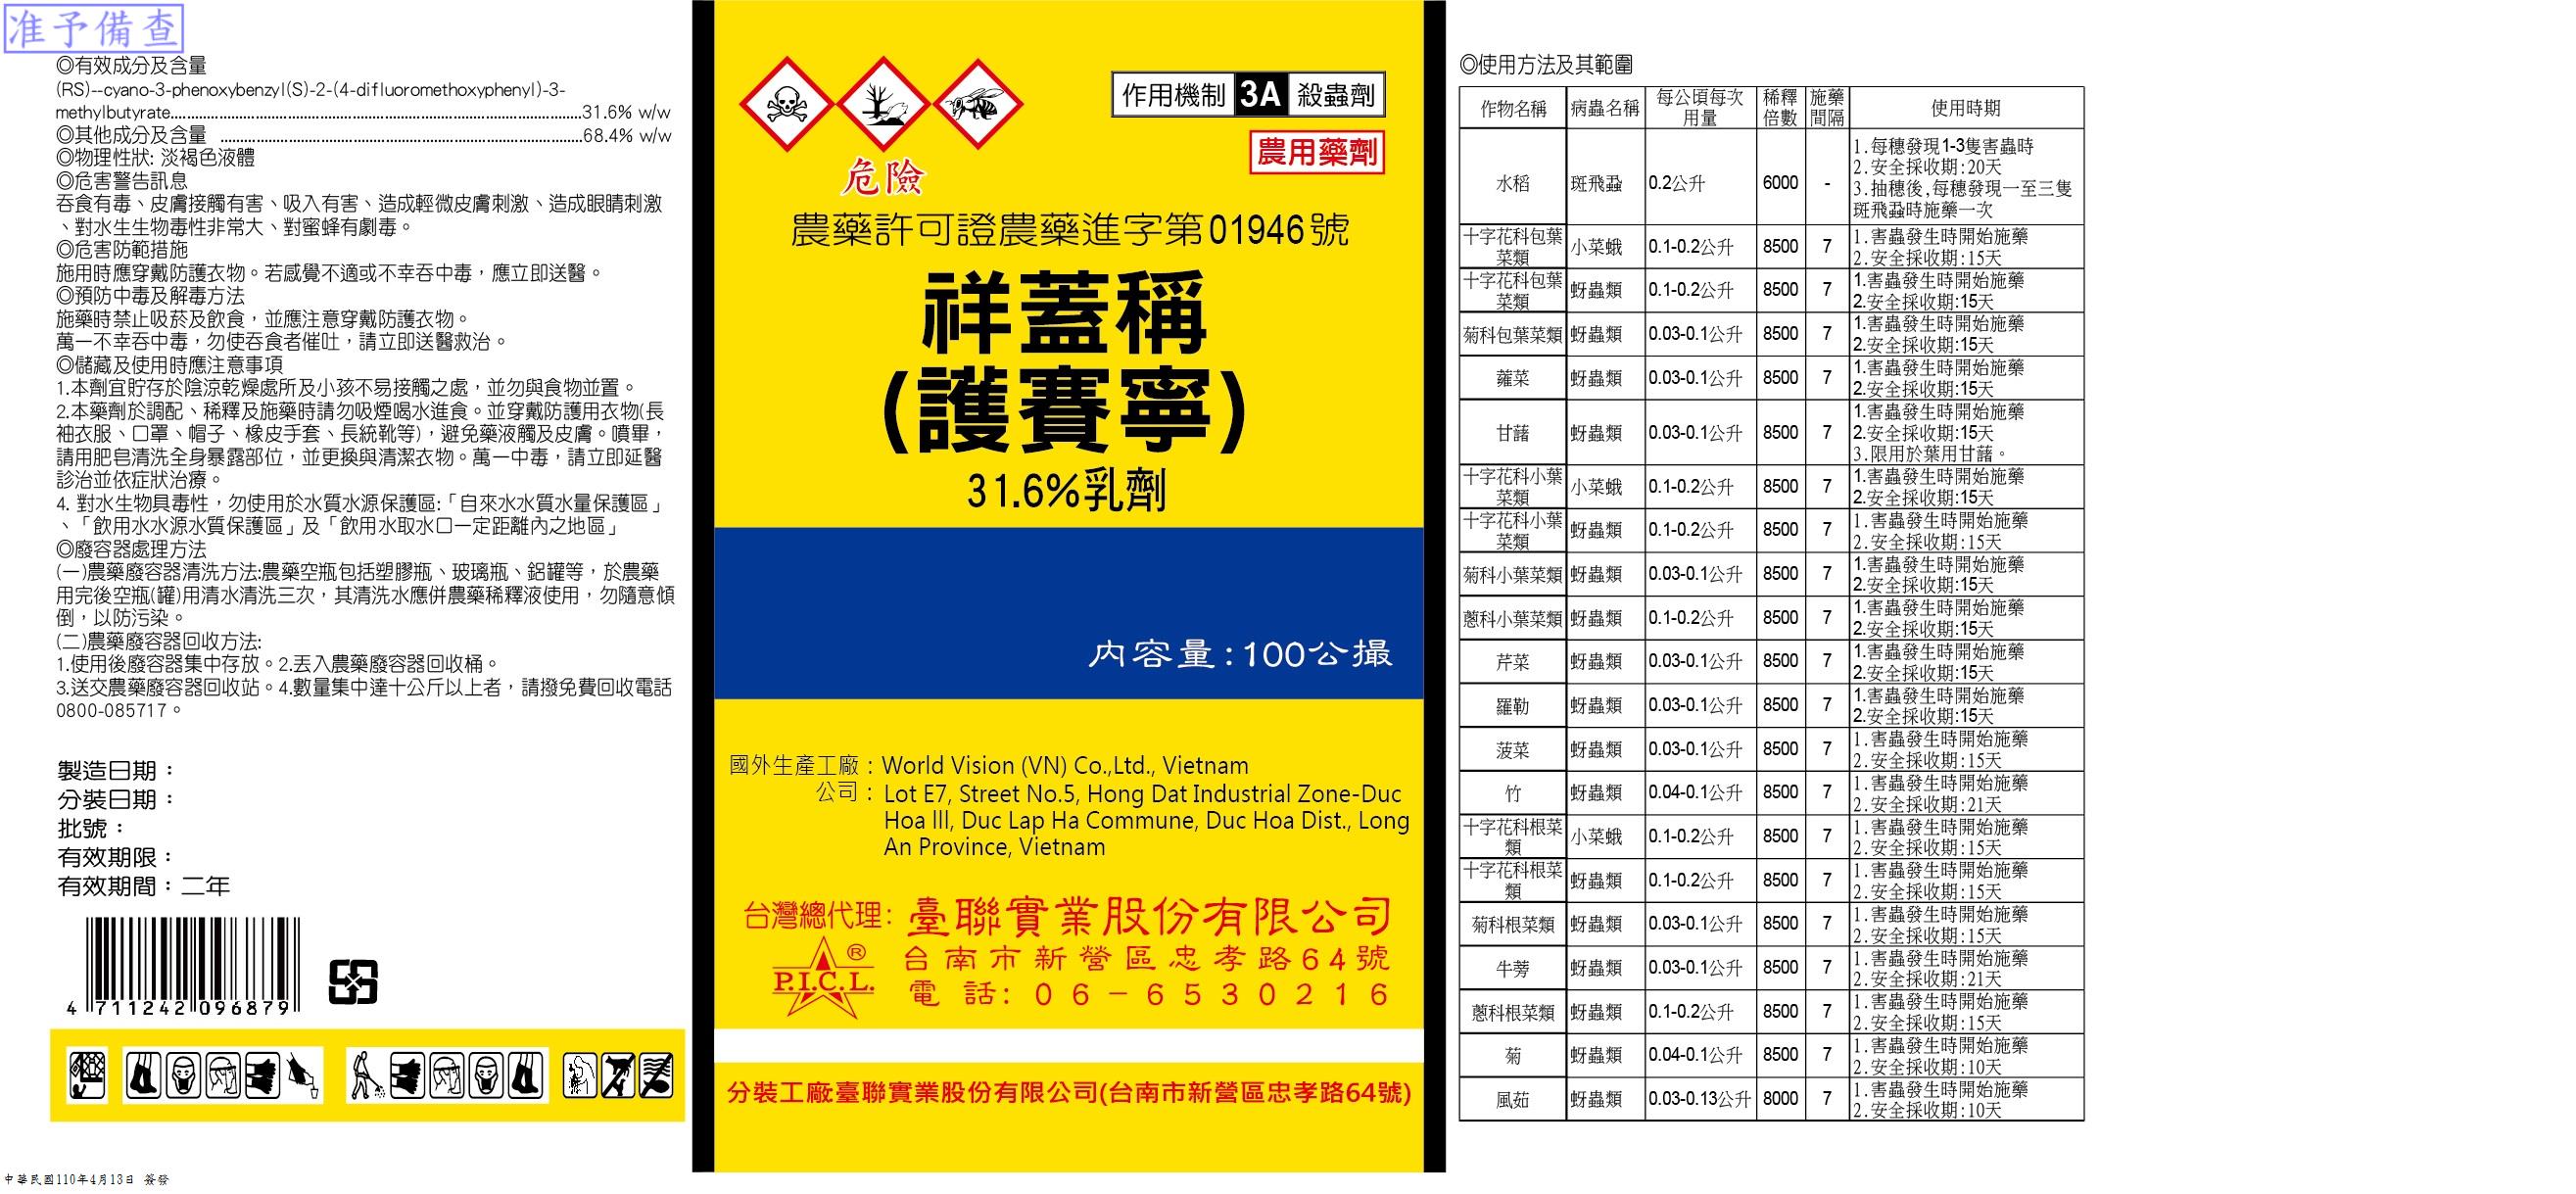 准予備查
◎有效成分及含量
(RS)--cyano-3-phenoxybenzyl(S)-2-(4-difluoromethoxyphenyl)-3-
methylbutyrate..........31.6% w/w
◎其他成分及含量 ..........68.4% w/w
◎物理性狀: 淡褐色液體
◎危害警告訊息
吞食有毒、皮膚接觸有害、吸入有害、造成輕微皮膚刺激、造成眼睛刺激
、對水生生物毒性非常大、對蜜蜂有劇毒。
◎危害防範措施
施用時應穿戴防護衣物。若感覺不適或不幸吞中毒，應立即送醫。
◎預防中毒及解毒方法
施藥時禁止吸菸及飲食，並應注意穿戴防護衣物。
萬一不幸吞中毒，勿使吞食者催吐，請立即送醫救治。
◎儲藏及使用時應注意事項
1.本劑宜貯存於陰涼乾燥處所及小孩不易接觸之處，並勿與食物並置。
2.本藥劑於調配、稀釋及施藥時請勿吸煙喝水進食。並穿戴防護用衣物(長
袖衣服、口罩、帽子、橡皮手套、長統靴等)，避免藥液觸及皮膚。噴畢，
請用肥皂清洗全身暴露部位，並更換與清潔衣物。萬一中毒，請立即延醫
診治並依症狀治療。
4. 對水生物具毒性，勿使用於水質水源保護區:「自來水水質水量保護區」
、「飲用水水源水質保護區」及「飲用水取水口一定距離內之地區」
◎廢容器處理方法
(一)農藥廢容器清洗方法:農藥空瓶包括塑膠瓶、玻璃瓶、鋁罐等，於農藥
用完後空瓶(罐)用清水清洗三次，其清洗水應併農藥稀釋液使用，勿隨意傾
倒，以防污染。
(二)農藥廢容器回收方法:
1.使用後廢容器集中存放。2.丟入農藥廢容器回收桶。
3.送交農藥廢容器回收站。4.數量集中達十公斤以上者，請撥免費回收電話
0800-085717。
製造日期：
分裝日期：
批號：
有效期限：
有效期間：二年
4 711242 096879
中華民國110年4月13日 簽發
作用機制 3A 殺蟲劑
農用藥劑
危險
農藥許可證農藥進字第01946號
祥蓋稱
(護賽寧)
31.6%乳劑
內容量:100公撮
國外生產工廠：World Vision (VN) Co.,Ltd., Vietnam
公司：Lot E7, Street No.5, Hong Dat Industrial Zone-Duc
Hoa lll, Duc Lap Ha Commune, Duc Hoa Dist., Long
An Province, Vietnam
台灣總代理: 臺聯實業股份有限公司
P.I.C.L. ®
台南市新營區忠孝路64號
電話: 06-6530216
分裝工廠臺聯實業股份有限公司(台南市新營區忠孝路64號)
◎使用方法及其範圍
作物名稱 病蟲名稱 每公頃每次用量 稀釋倍數 施藥間隔 使用時期
水稻 斑飛蝨 0.2公升 6000 - 1.每穗發現1-3隻害蟲時
2.安全採收期:20天
3.抽穗後,每穗發現一至三隻
斑飛蝨時施藥一次
十字花科包葉菜類 小菜蛾 0.1-0.2公升 8500 7 1.害蟲發生時開始施藥
2.安全採收期:15天
十字花科包葉菜類 蚜蟲類 0.1-0.2公升 8500 7 1.害蟲發生時開始施藥
2.安全採收期:15天
菊科包葉菜類 蚜蟲類 0.03-0.1公升 8500 7 1.害蟲發生時開始施藥
2.安全採收期:15天
蕹菜 蚜蟲類 0.03-0.1公升 8500 7 1.害蟲發生時開始施藥
2.安全採收期:15天
甘藷 蚜蟲類 0.03-0.1公升 8500 7 1.害蟲發生時開始施藥
2.安全採收期:15天
3.限用於葉用甘藷。
十字花科小葉菜類 小菜蛾 0.1-0.2公升 8500 7 1.害蟲發生時開始施藥
2.安全採收期:15天
十字花科小葉菜類 蚜蟲類 0.1-0.2公升 8500 7 1.害蟲發生時開始施藥
2.安全採收期:15天
菊科小葉菜類 蚜蟲類 0.03-0.1公升 8500 7 1.害蟲發生時開始施藥
2.安全採收期:15天
蔥科小葉菜類 蚜蟲類 0.1-0.2公升 8500 7 1.害蟲發生時開始施藥
2.安全採收期:15天
芹菜 蚜蟲類 0.03-0.1公升 8500 7 1.害蟲發生時開始施藥
2.安全採收期:15天
羅勒 蚜蟲類 0.03-0.1公升 8500 7 1.害蟲發生時開始施藥
2.安全採收期:15天
菠菜 蚜蟲類 0.03-0.1公升 8500 7 1.害蟲發生時開始施藥
2.安全採收期:15天
竹 蚜蟲類 0.04-0.1公升 8500 7 1.害蟲發生時開始施藥
2.安全採收期:21天
十字花科根菜類 小菜蛾 0.1-0.2公升 8500 7 1.害蟲發生時開始施藥
2.安全採收期:15天
十字花科根菜類 蚜蟲類 0.1-0.2公升 8500 7 1.害蟲發生時開始施藥
2.安全採收期:15天
菊科根菜類 蚜蟲類 0.03-0.1公升 8500 7 1.害蟲發生時開始施藥
2.安全採收期:15天
牛蒡 蚜蟲類 0.03-0.1公升 8500 7 1.害蟲發生時開始施藥
2.安全採收期:21天
蔥科根菜類 蚜蟲類 0.1-0.2公升 8500 7 1.害蟲發生時開始施藥
2.安全採收期:15天
菊 蚜蟲類 0.04-0.1公升 8500 7 1.害蟲發生時開始施藥
2.安全採收期:10天
風茹 蚜蟲類 0.03-0.13公升 8000 7 1.害蟲發生時開始施藥
2.安全採收期:10天